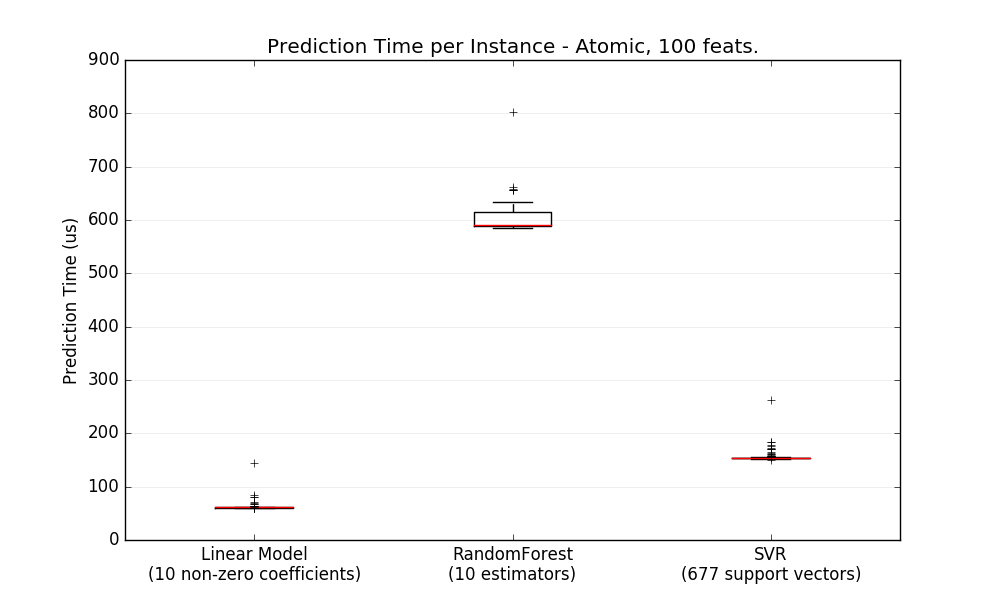 Prediction Time per Instance - Atomic, 100 feats.
900
800
700
600
500
400
300
200
100
0
Prediction Time (us)
Linear Model
(10 non-zero coefficients)
RandomForest
(10 estimators)
SVR
(677 support vectors)